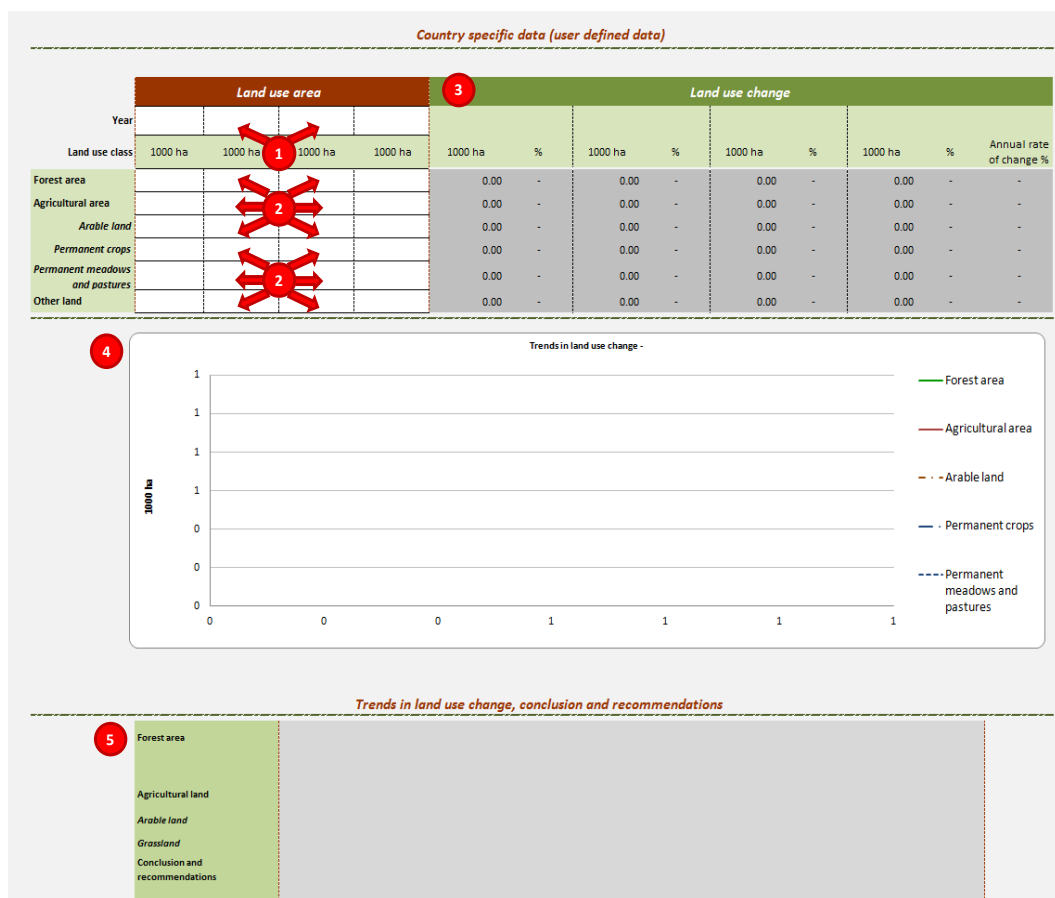 Country specific data (user defined data)
Land use area 3 Land use change
Year
Land use class 1000 ha 1000 ha 1 1000 ha 1000 ha 1000 ha % 1000 ha % 1000 ha % 1000 ha % Annual rate
of change %
Forest area 0.00 - 0.00 - 0.00 - 0.00 - -
Agricultural area 2 0.00 - 0.00 - 0.00 - 0.00 - -
Arable land 0.00 - 0.00 - 0.00 - 0.00 - -
Permanent crops 0.00 - 0.00 - 0.00 - 0.00 - -
Permanent meadows
and pastures 2 0.00 - 0.00 - 0.00 - 0.00 - -
Other land 0.00 - 0.00 - 0.00 - 0.00 - -
4
Trends in land use change -
1
1
1
1
0
0
0
1000 ha
0 0 0 1 1 1 1
Forest area
Agricultural area
Arable land
Permanent crops
Permanent
meadows and
pastures
Trends in land use change, conclusion and recommendations
5
Forest area
Agricultural land
Arable land
Grassland
Conclusion and
recommendations